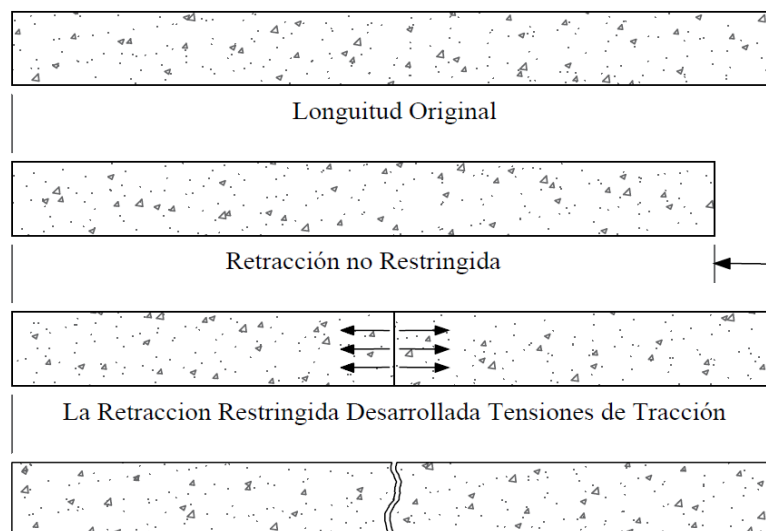 Longuitud Original
Retracción no Restringida
La Retraccion Restringida Desarrollada Tensiones de Tracción